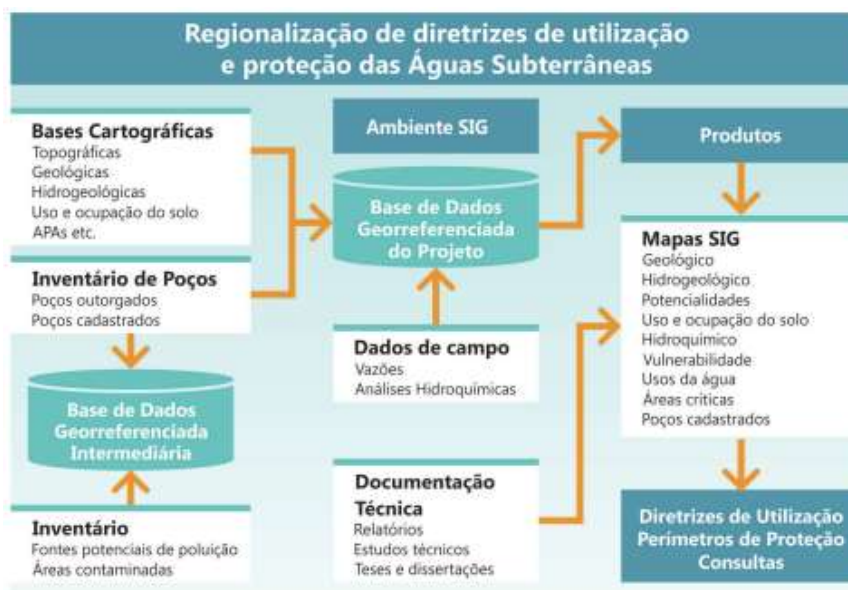 Regionalização de diretrizes de utilização
e proteção das Águas Subterrâneas
Bases Cartográficas
Topográficas
Geológicas
Hidrogeológicas
Uso e ocupação do solo
APAs etc.
Inventário de Poços
Poços outorgados
Poços cadastrados
Base de Dados
Georreferenciada
Intermediária
Inventário
Fontes potenciais de poluição
Áreas contaminadas
Ambiente SIG
Base de Dados
Georreferenciada
do Projeto
Dados de campo
Vazões
Análises Hidroquímicas
Documentação
Técnica
Relatórios
Estudos técnicos
Teses e dissertações
Produtos
Mapas SIG
Geológico
Hidrogeológico
Potencialidades
Uso e ocupação do solo
Hidroquímico
Vulnerabilidade
Usos da água
Áreas críticas
Poços cadastrados
Diretrizes de Utilização
Perímetros de Proteção
Consultas